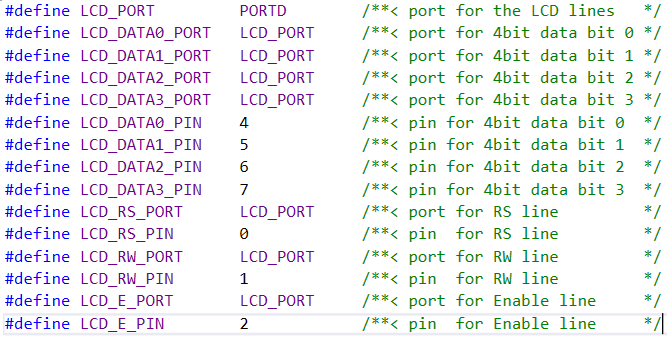 #define LCD_PORT         PORTD        /**< port for the LCD lines   */
#define LCD_DATA0_PORT   LCD_PORT     /**< port for 4bit data bit 0 */
#define LCD_DATA1_PORT   LCD_PORT     /**< port for 4bit data bit 1 */
#define LCD_DATA2_PORT   LCD_PORT     /**< port for 4bit data bit 2 */
#define LCD_DATA3_PORT   LCD_PORT     /**< port for 4bit data bit 3 */
#define LCD_DATA0_PIN    4            /**< pin for 4bit data bit 0  */
#define LCD_DATA1_PIN    5            /**< pin for 4bit data bit 1  */
#define LCD_DATA2_PIN    6            /**< pin for 4bit data bit 2  */
#define LCD_DATA3_PIN    7            /**< pin for 4bit data bit 3  */
#define LCD_RS_PORT      LCD_PORT     /**< port for RS line         */
#define LCD_RS_PIN       0            /**< pin  for RS line         */
#define LCD_RW_PORT      LCD_PORT     /**< port for RW line         */
#define LCD_RW_PIN       1            /**< pin  for RW line         */
#define LCD_E_PORT       LCD_PORT     /**< port for Enable line     */
#define LCD_E_PIN        2            /**< pin  for Enable line     */